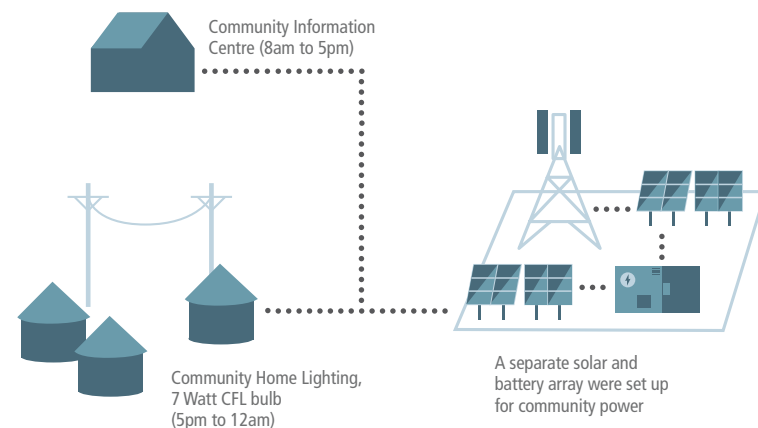 Community Information
Centre (8am to 5pm)
Community Home Lighting,
7 Watt CFL bulb
(5pm to 12am)
A separate solar and
battery array were set up
for community power